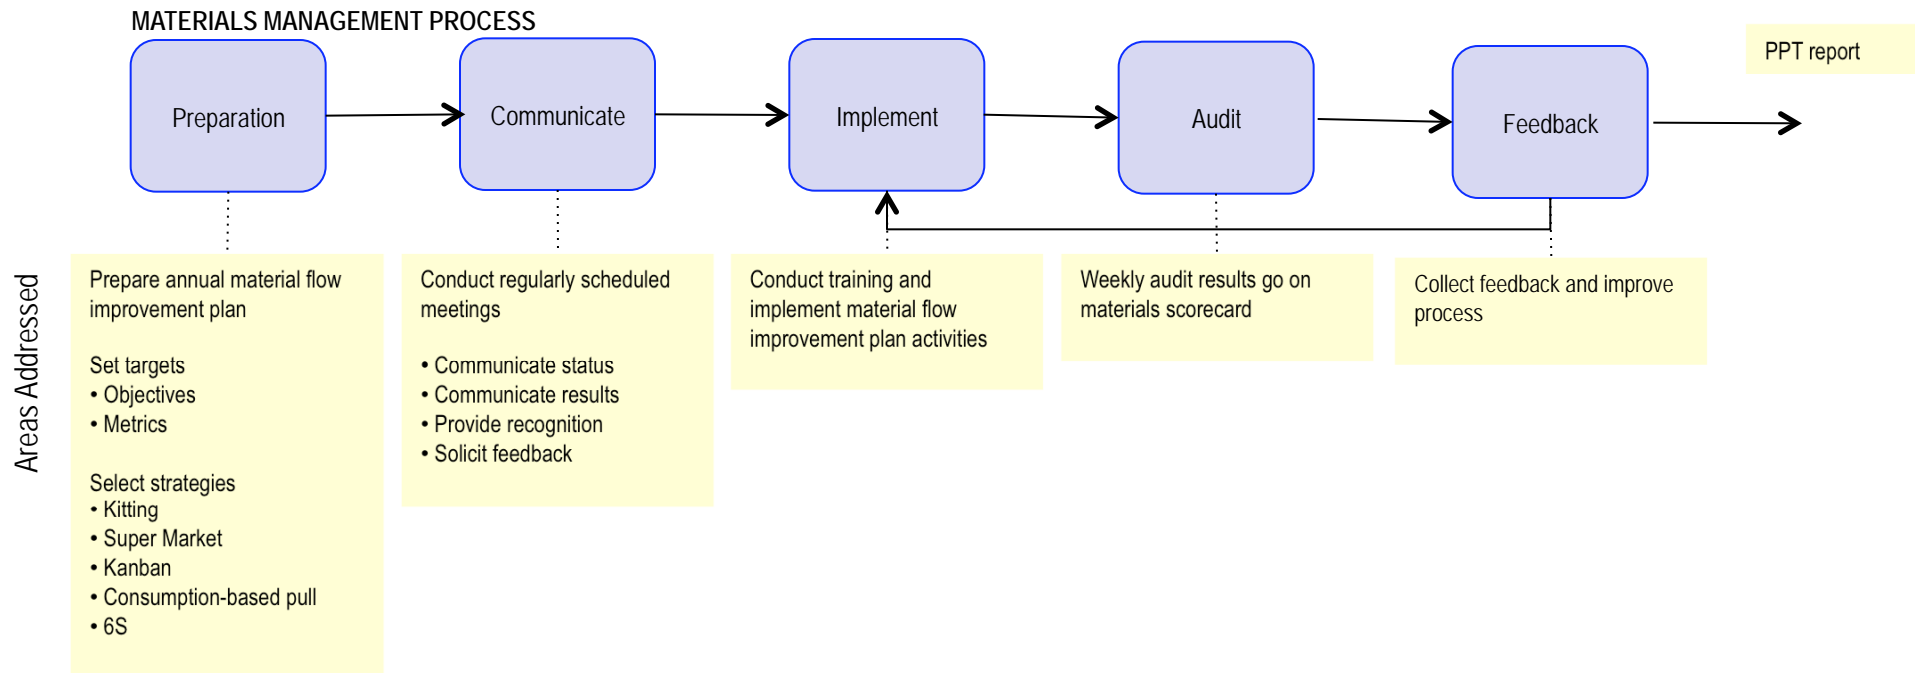 MATERIALS MANAGEMENT PROCESS
PPT report
Preparation
Communicate
Implement
Audit
Feedback
Areas Addressed
Prepare annual material flow
improvement plan
Set targets
• Objectives
• Metrics
Select strategies
• Kitting
• Super Market
• Kanban
• Consumption-based pull
• 6S
Conduct regularly scheduled
meetings
• Communicate status
• Communicate results
• Provide recognition
• Solicit feedback
Conduct training and
implement material flow
improvement plan activities
Weekly audit results go on
materials scorecard
Collect feedback and improve
process